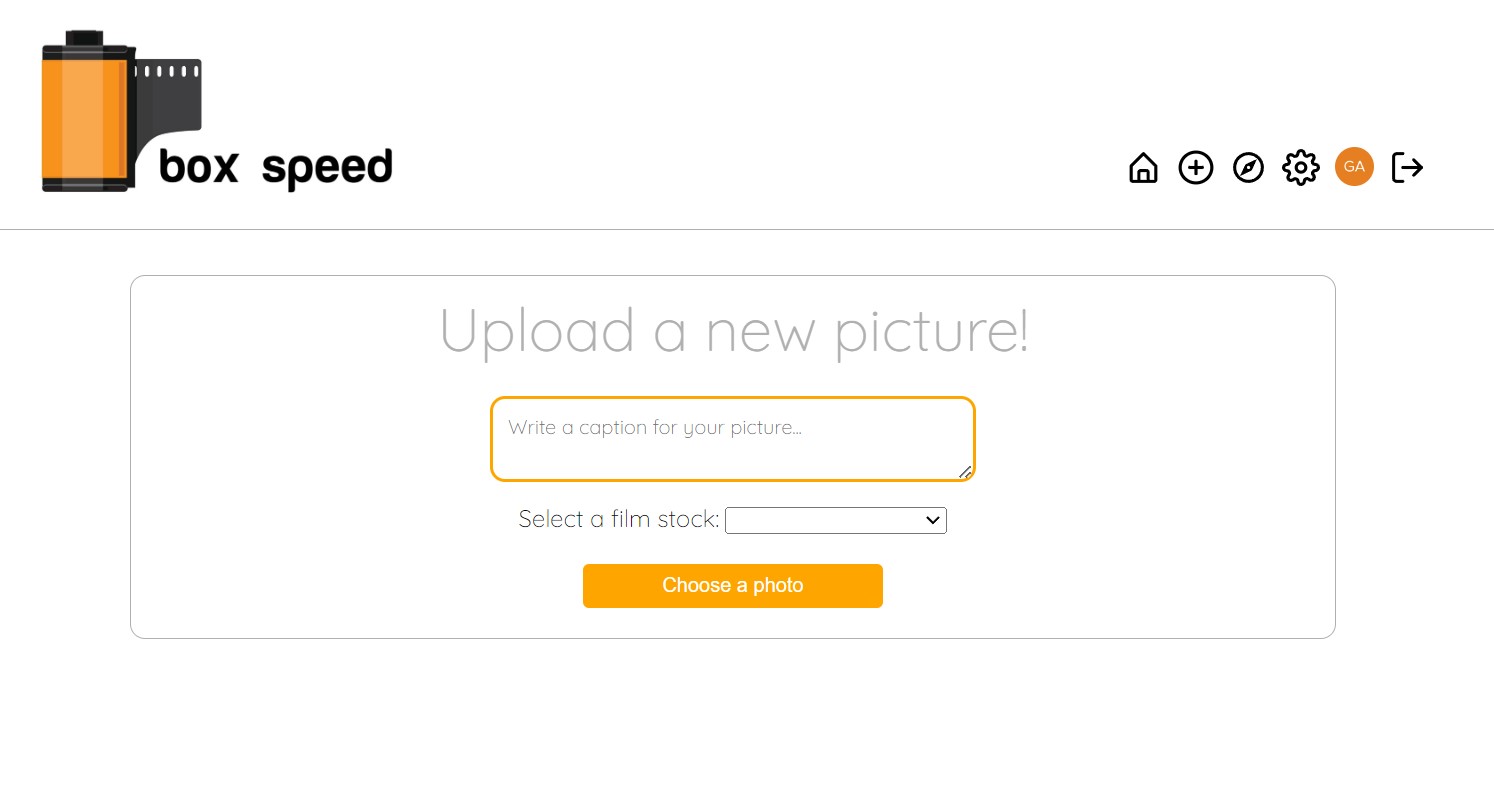 box speed
GA
Upload a new picture!
Write a caption for your picture...
Select a film stock:
Choose a photo